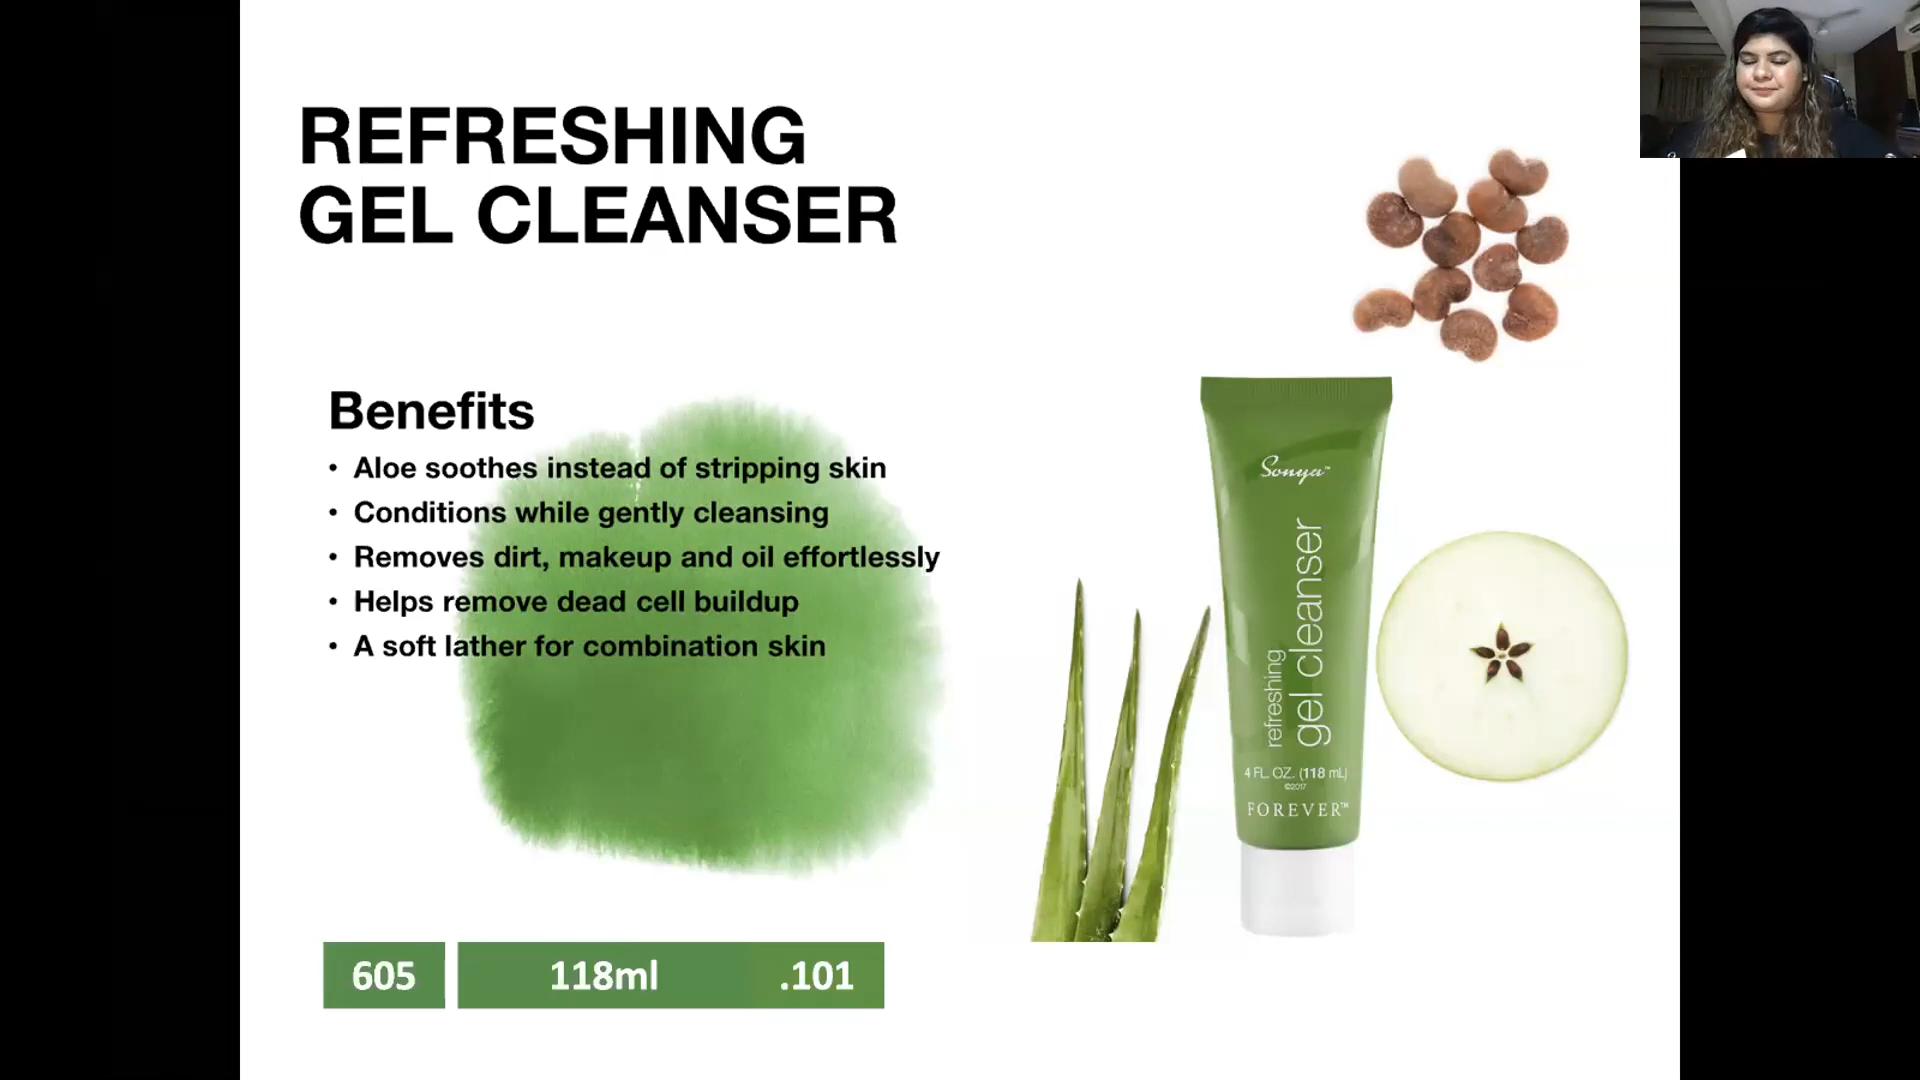 REFRESHING
GEL CLEANSER
Benefits
• Aloe soothes instead of stripping skin
• Conditions while gently cleansing
• Removes dirt, makeup and oil effortlessly
• Helps remove dead cell buildup
• A soft lather for combination skin
605 118ml .101
Sonya™
refreshing
gel cleanser
4 FL. OZ. (118 mL)
©2017
FOREVER™